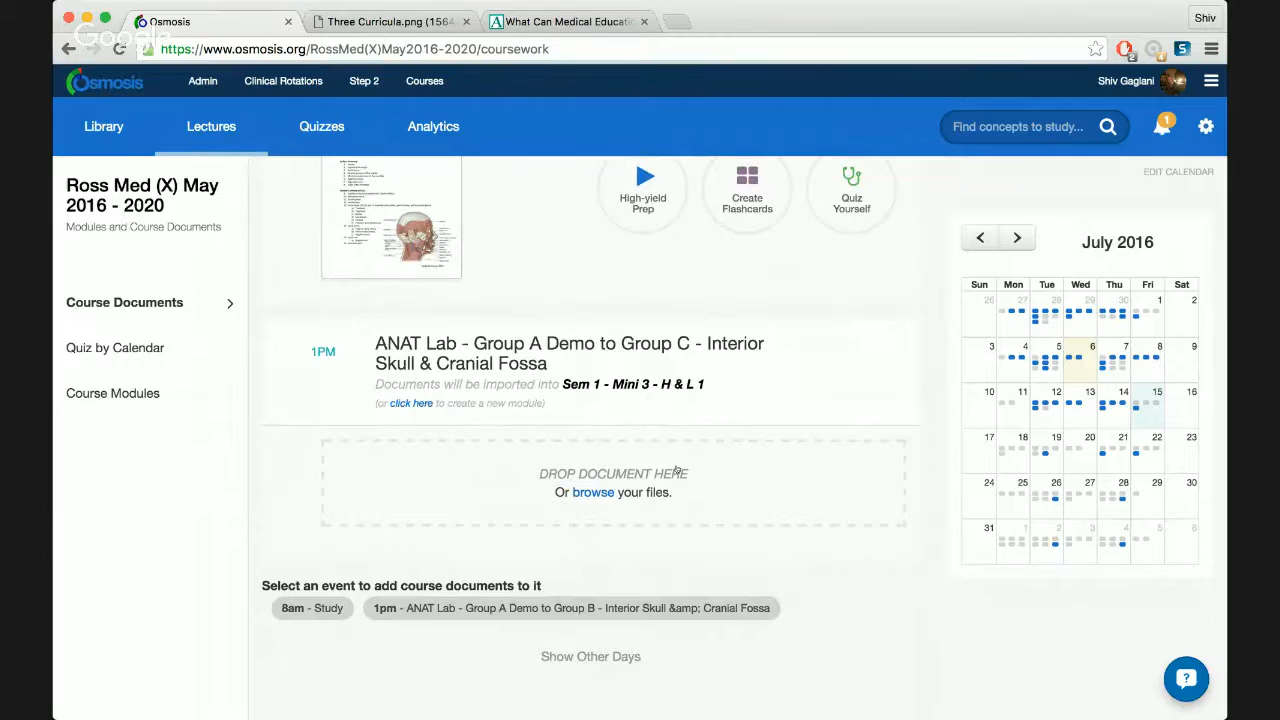 Osmosis
Three Curricula.png (1564
What Can Medical Educati
Shiv
Google
https://www.osmosis.org/RossMed(X)May2016-2020/coursework
2
4
S
Osmosis
Admin
Clinical Rotations
Step 2
Courses
Shiv Gaglani
Library
Lectures
Quizzes
Analytics
Find concepts to study...
1
Ross Med (X) May
2016 - 2020
Modules and Course Documents
Course Documents
Quiz by Calendar
Course Modules
High-yield
Prep
Create
Flashcards
Quiz
Yourself
1PM
ANAT Lab - Group A Demo to Group C - Interior
Skull & Cranial Fossa
Documents will be imported into Sem 1 - Mini 3 - H & L 1
(or click here to create a new module)
DROP DOCUMENT HERE
Or browse your files.
Select an event to add course documents to it
8am - Study
1pm - ANAT Lab - Group A Demo to Group B - Interior Skull &amp; Cranial Fossa
Show Other Days
EDIT CALENDAR
July 2016
Sun Mon Tue Wed Thu Fri Sat
26 27 28 29 30 1 2
3 4 5 6 7 8 9
10 11 12 13 14 15 16
17 18 19 20 21 22 23
24 25 26 27 28 29 30
31 1 2 3 4 5 6
?